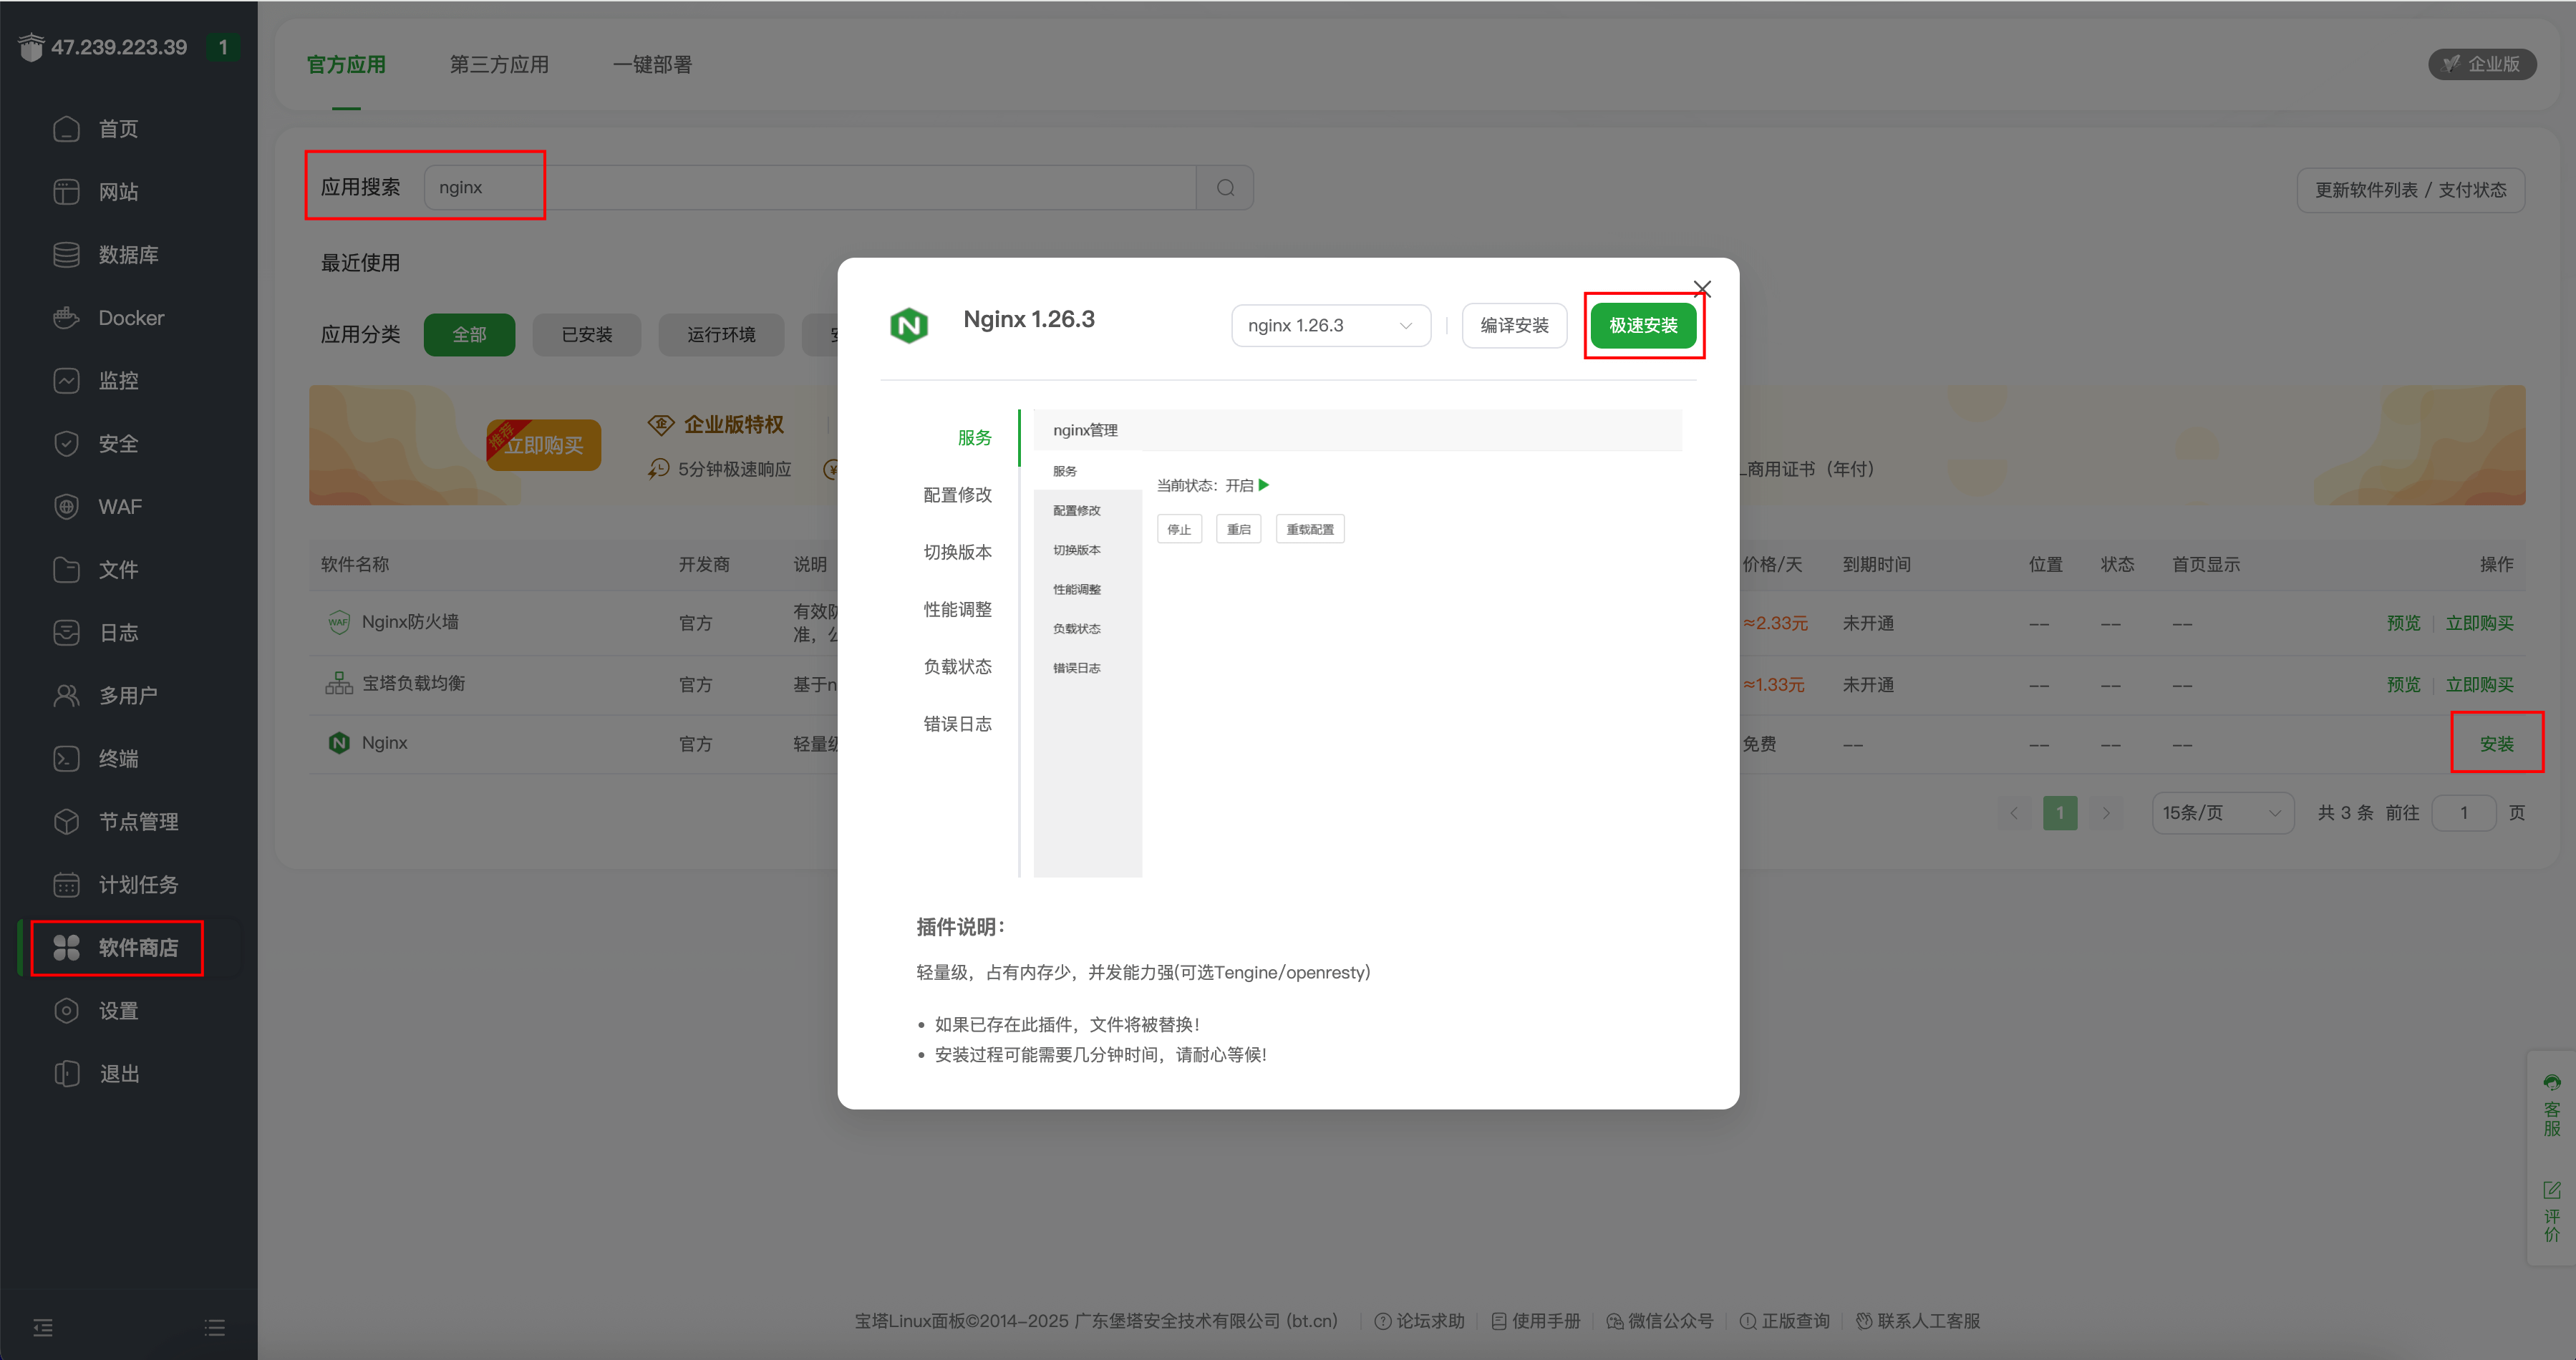 47.239.223.39 1
首页
网站
数据库
Docker
监控
安全
WAF
文件
日志
多用户
终端
节点管理
计划任务
软件商店
设置
退出
官方应用 第三方应用 一键部署
企业版
应用搜索 nginx
更新软件列表 / 支付状态
最近使用
应用分类 全部 已安装 运行环境
推荐
立即购买
企业版特权
5分钟极速响应
商用证书（年付）
软件名称 开发商 说明 价格/天 到期时间 位置 状态 首页显示 操作
WAF Nginx防火墙 官方 有效防
准，公
≈2.33元 未开通 -- -- -- 预览 立即购买
宝塔负载均衡 官方 基于n ≈1.33元 未开通 -- -- -- 预览 立即购买
Nginx 官方 轻量级 免费 -- -- -- -- 安装
1 15条/页 共 3 条 前往 1 页
Nginx 1.26.3 nginx 1.26.3 编译安装 极速安装
服务
配置修改
切换版本
性能调整
负载状态
错误日志
nginx管理
服务
配置修改
切换版本
性能调整
负载状态
错误日志
当前状态：开启
停止 重启 重载配置
插件说明：
轻量级，占有内存少，并发能力强(可选Tengine/openresty)
• 如果已存在此插件，文件将被替换！
• 安装过程可能需要几分钟时间，请耐心等候!
客服
评价
宝塔Linux面板©2014-2025 广东堡塔安全技术有限公司 (bt.cn) 论坛求助 使用手册 微信公众号 正版查询 联系人工客服